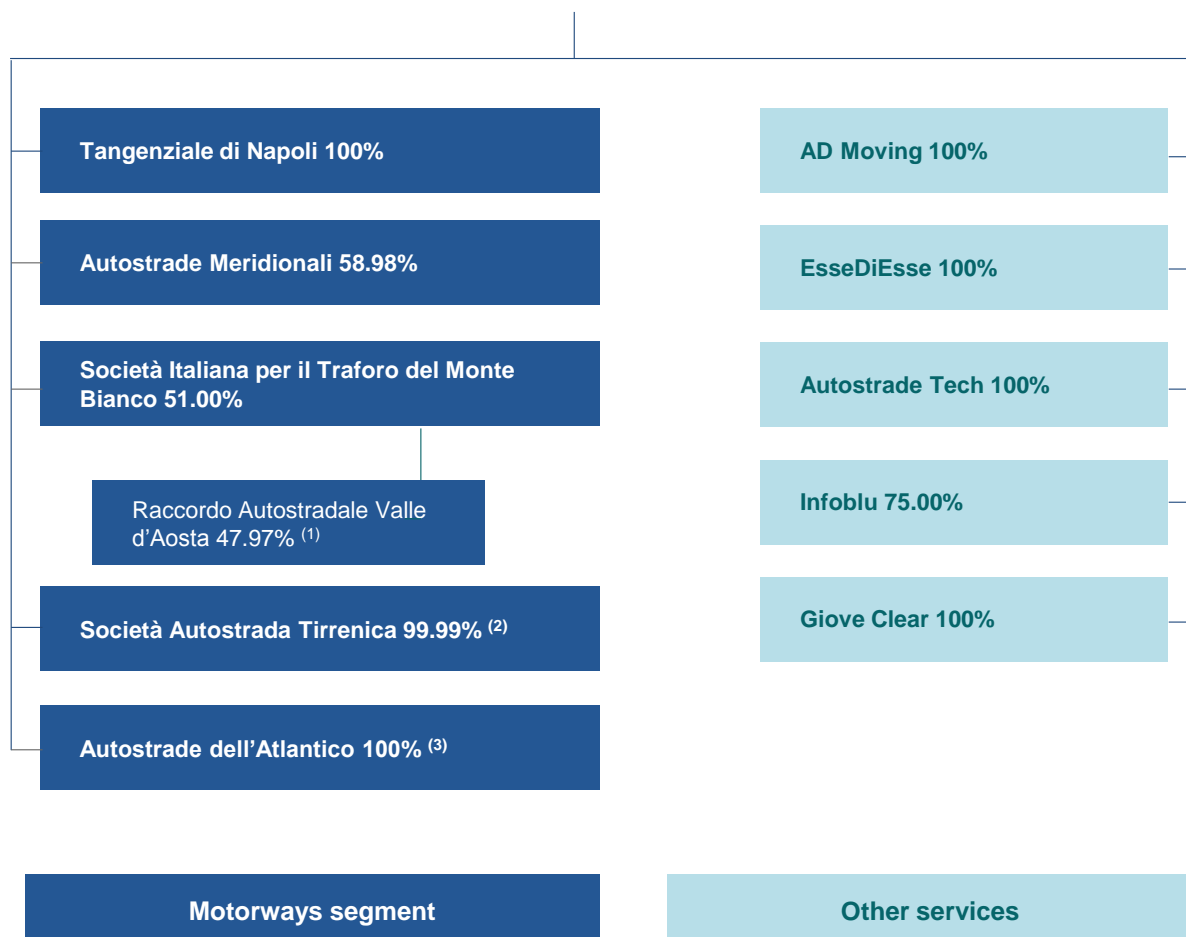 Tangenziale di Napoli 100%
Autostrade Meridionali 58.98%
Società Italiana per il Traforo del Monte
Bianco 51.00%
Raccordo Autostradale Valle
d’Aosta 47.97% (1)
Società Autostrada Tirrenica 99.99% (2)
Autostrade dell’Atlantico 100% (3)
Motorways segment
AD Moving 100%
EsseDiEsse 100%
Autostrade Tech 100%
Infoblu 75.00%
Giove Clear 100%
Other services